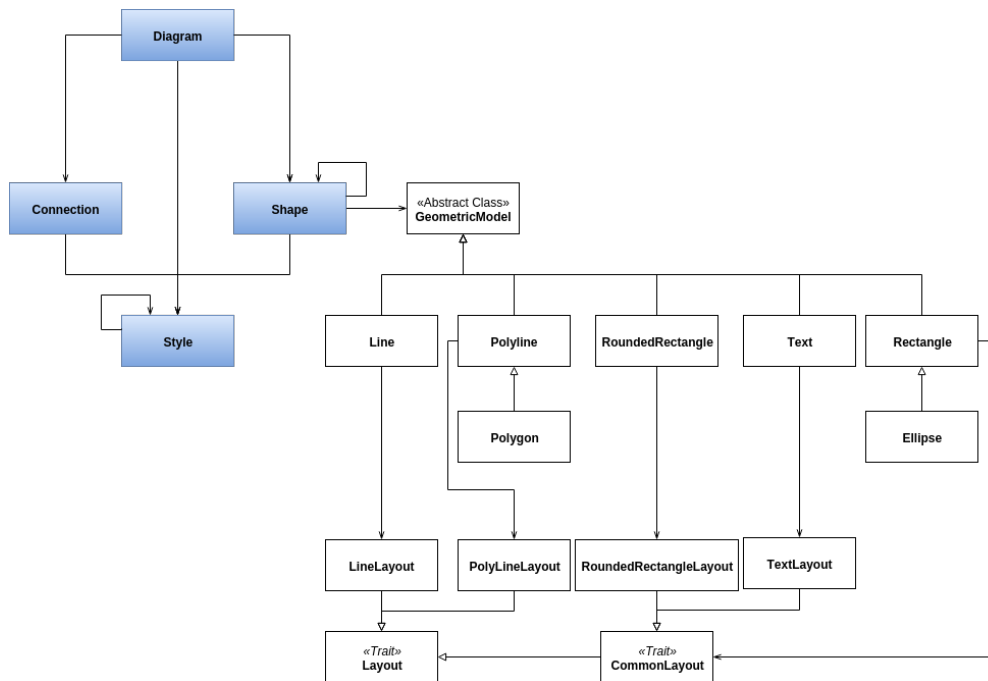 Diagram
Connection
Shape
«Abstract Class»
GeometricModel
Style
Line
Polyline
RoundedRectangle
Text
Rectangle
Polygon
Ellipse
LineLayout
PolyLineLayout
RoundedRectangleLayout
TextLayout
«Trait»
Layout
«Trait»
CommonLayout